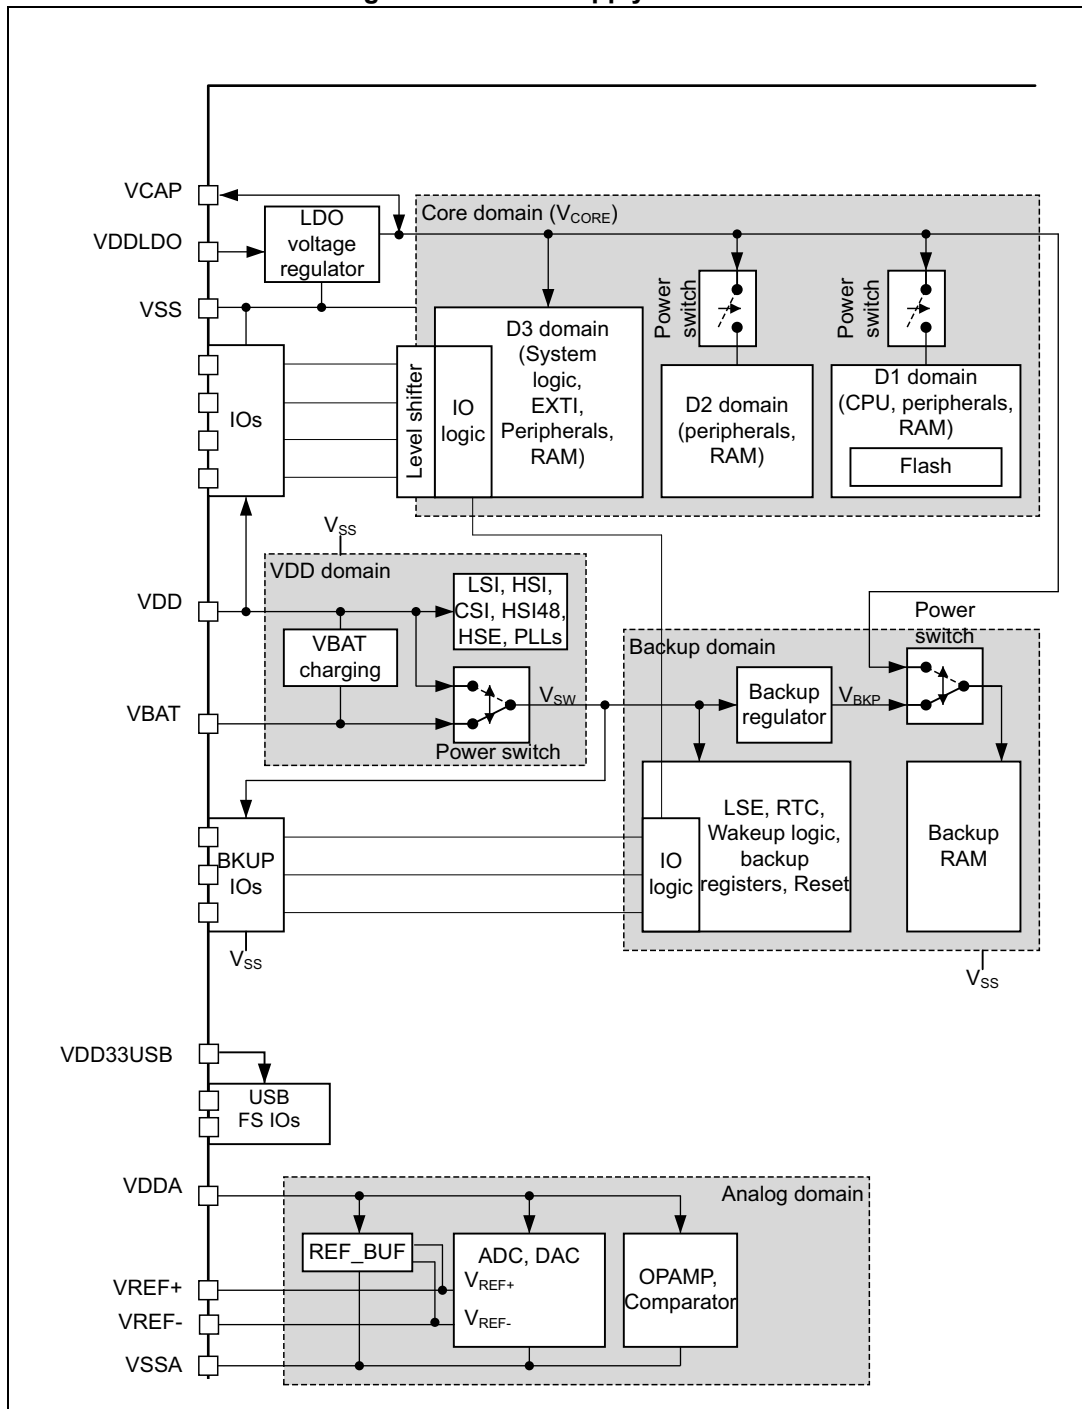 VCAP
VDDLDO
VSS
LDO
voltage
regulator
Core domain (VCORE)
Power
switch
Power
switch
D3 domain
(System
logic,
EXTI,
Peripherals,
RAM)
Level shifter
IO
logic
IOs
D2 domain
(peripherals,
RAM)
D1 domain
(CPU, peripherals,
RAM)
Flash
VSS
VDD domain
VDD
LSI, HSI,
CSI, HSI48,
HSE, PLLs
VBAT
charging
VBAT
VSW
Power switch
Power
switch
Backup domain
Backup
regulator
VBKP
BKUP
IOs
VSS
IO
logic
LSE, RTC,
Wakeup logic,
backup
registers, Reset
Backup
RAM
VSS
VDD33USB
USB
FS IOs
VDDA
Analog domain
REF_BUF
ADC, DAC
VREF+
VREF-
OPAMP,
Comparator
VREF+
VREF-
VSSA